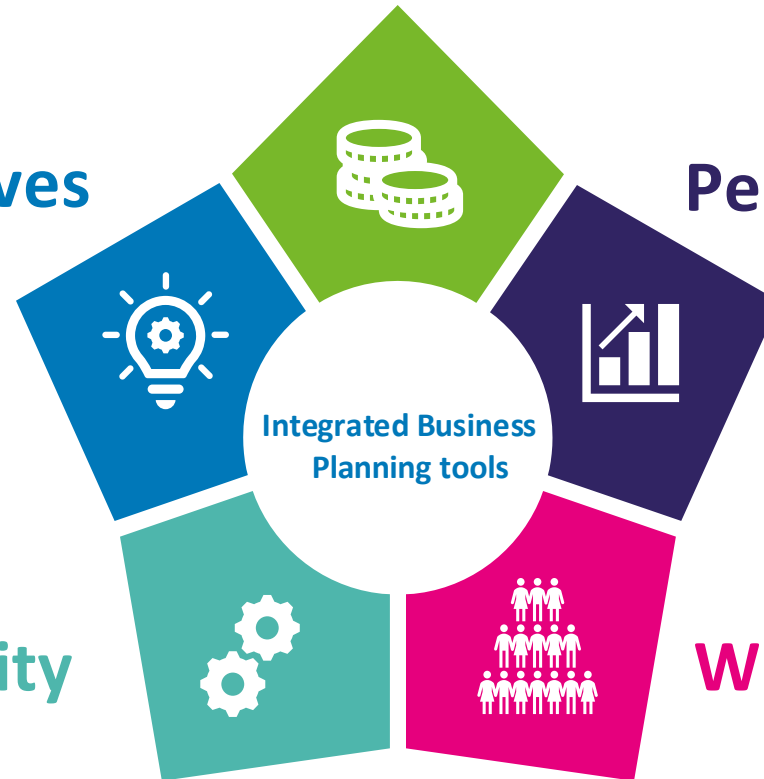 ves
Pe
Integrated Business
Planning tools
ity
W